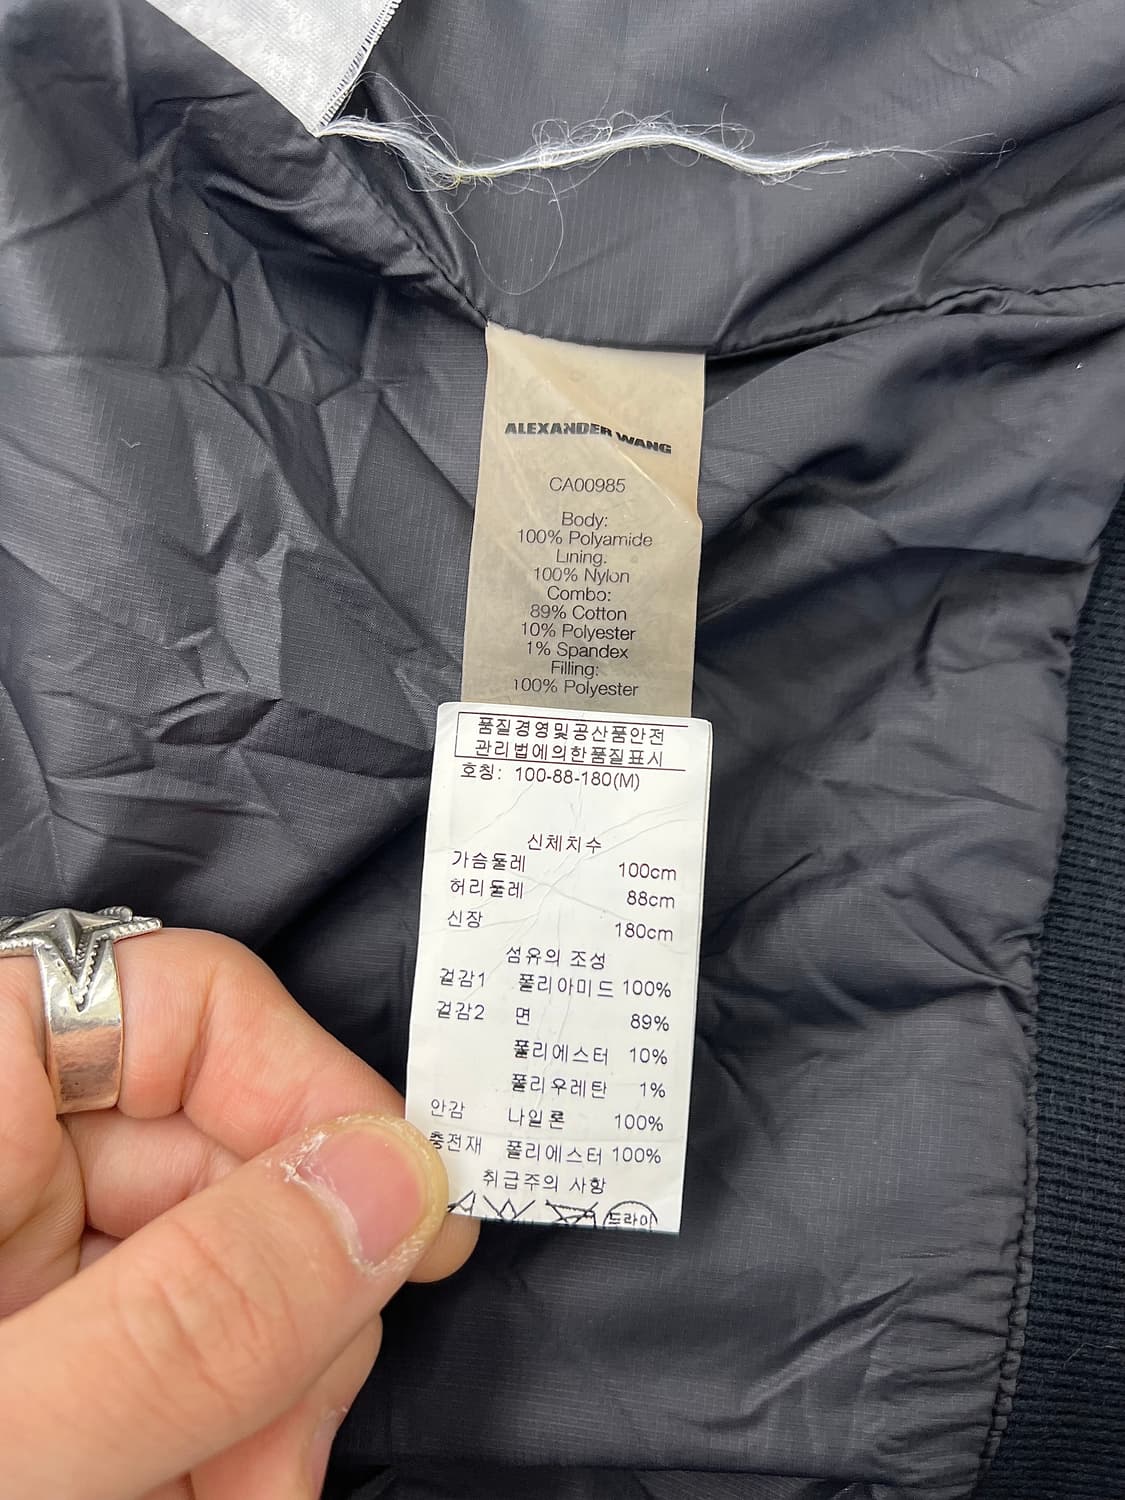 ALEXANDER WANG
CA00985
Body:
100% Polyamide
Lining:
100% Nylon
Combo:
89% Cotton
10% Polyester
1% Spandex
Filling:
100% Polyester
품질경영및공산품안전
관리법에의한품질표시
호칭: 100-88-180(M)
신체치수
가슴둘레 100cm
허리둘레 88cm
신장 180cm
섬유의 조성
겉감1 폴리아미드 100%
겉감2 면 89%
폴리에스터 10%
폴리우레탄 1%
안감 나일론 100%
충전재 폴리에스터 100%
취급주의 사항
드라이